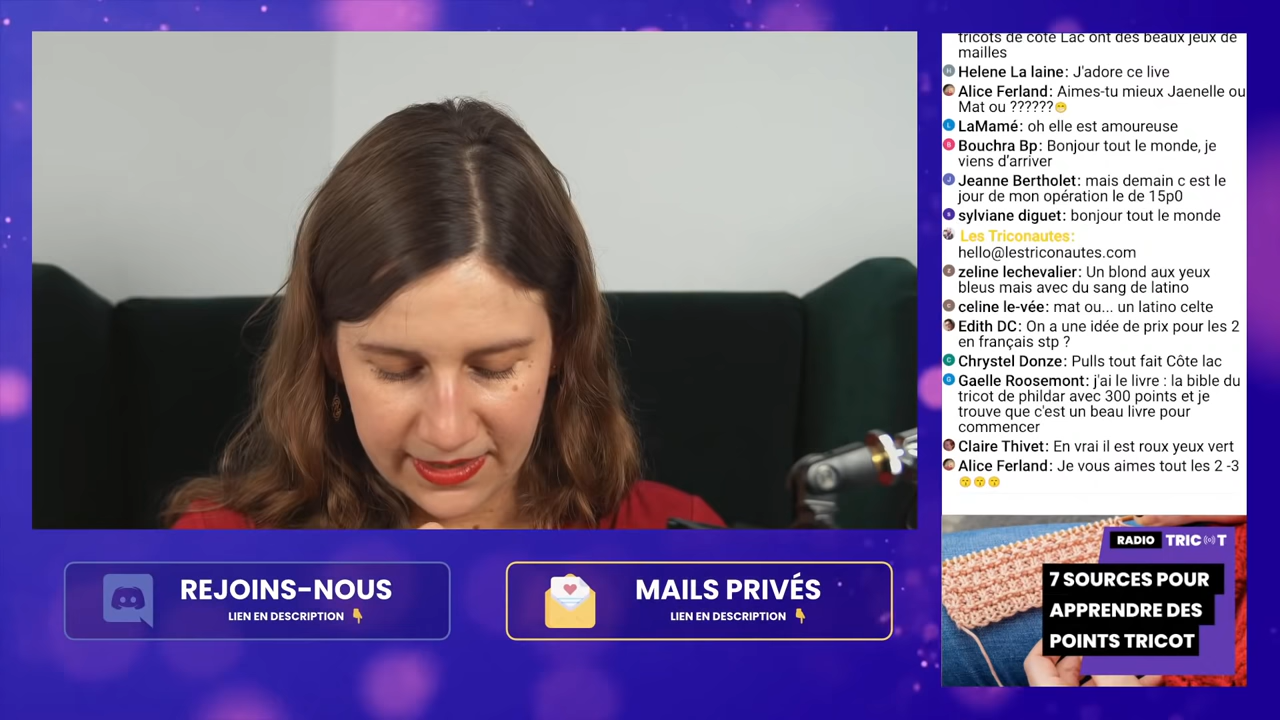 tricots de côté Lac ont des beaux jeux de
mailles
Helene La laine: J'adore ce live
Alice Ferland: Aimes-tu mieux Jaenelle ou
Mat ou ??????😁
LaMamé: oh elle est amoureuse
Bouchra Bp: Bonjour tout le monde, je
viens d'arriver
Jeanne Bertholet: mais demain c est le
jour de mon opération le de 15p0
sylviane diguet: bonjour tout le monde
Les Triconautes:
hello@lestriconautes.com
zeline lechevalier: Un blond aux yeux
bleus mais avec du sang de latino
celine le-vée: mat ou... un latino celte
Edith DC: On a une idée de prix pour les 2
en français stp ?
Chrystel Donze: Pulls tout fait Côte lac
Gaelle Roosemont: j'ai le livre : la bible du
tricot de phildar avec 300 points et je
trouve que c'est un beau livre pour
commencer
Claire Thivet: En vrai il est roux yeux vert
Alice Ferland: Je vous aimes tout les 2 -3
😙😙😙
REJOINS-NOUS
LIEN EN DESCRIPTION 👇
MAILS PRIVÉS
LIEN EN DESCRIPTION 👇
RADIO TRICOT
7 SOURCES POUR
APPRENDRE DES
POINTS TRICOT